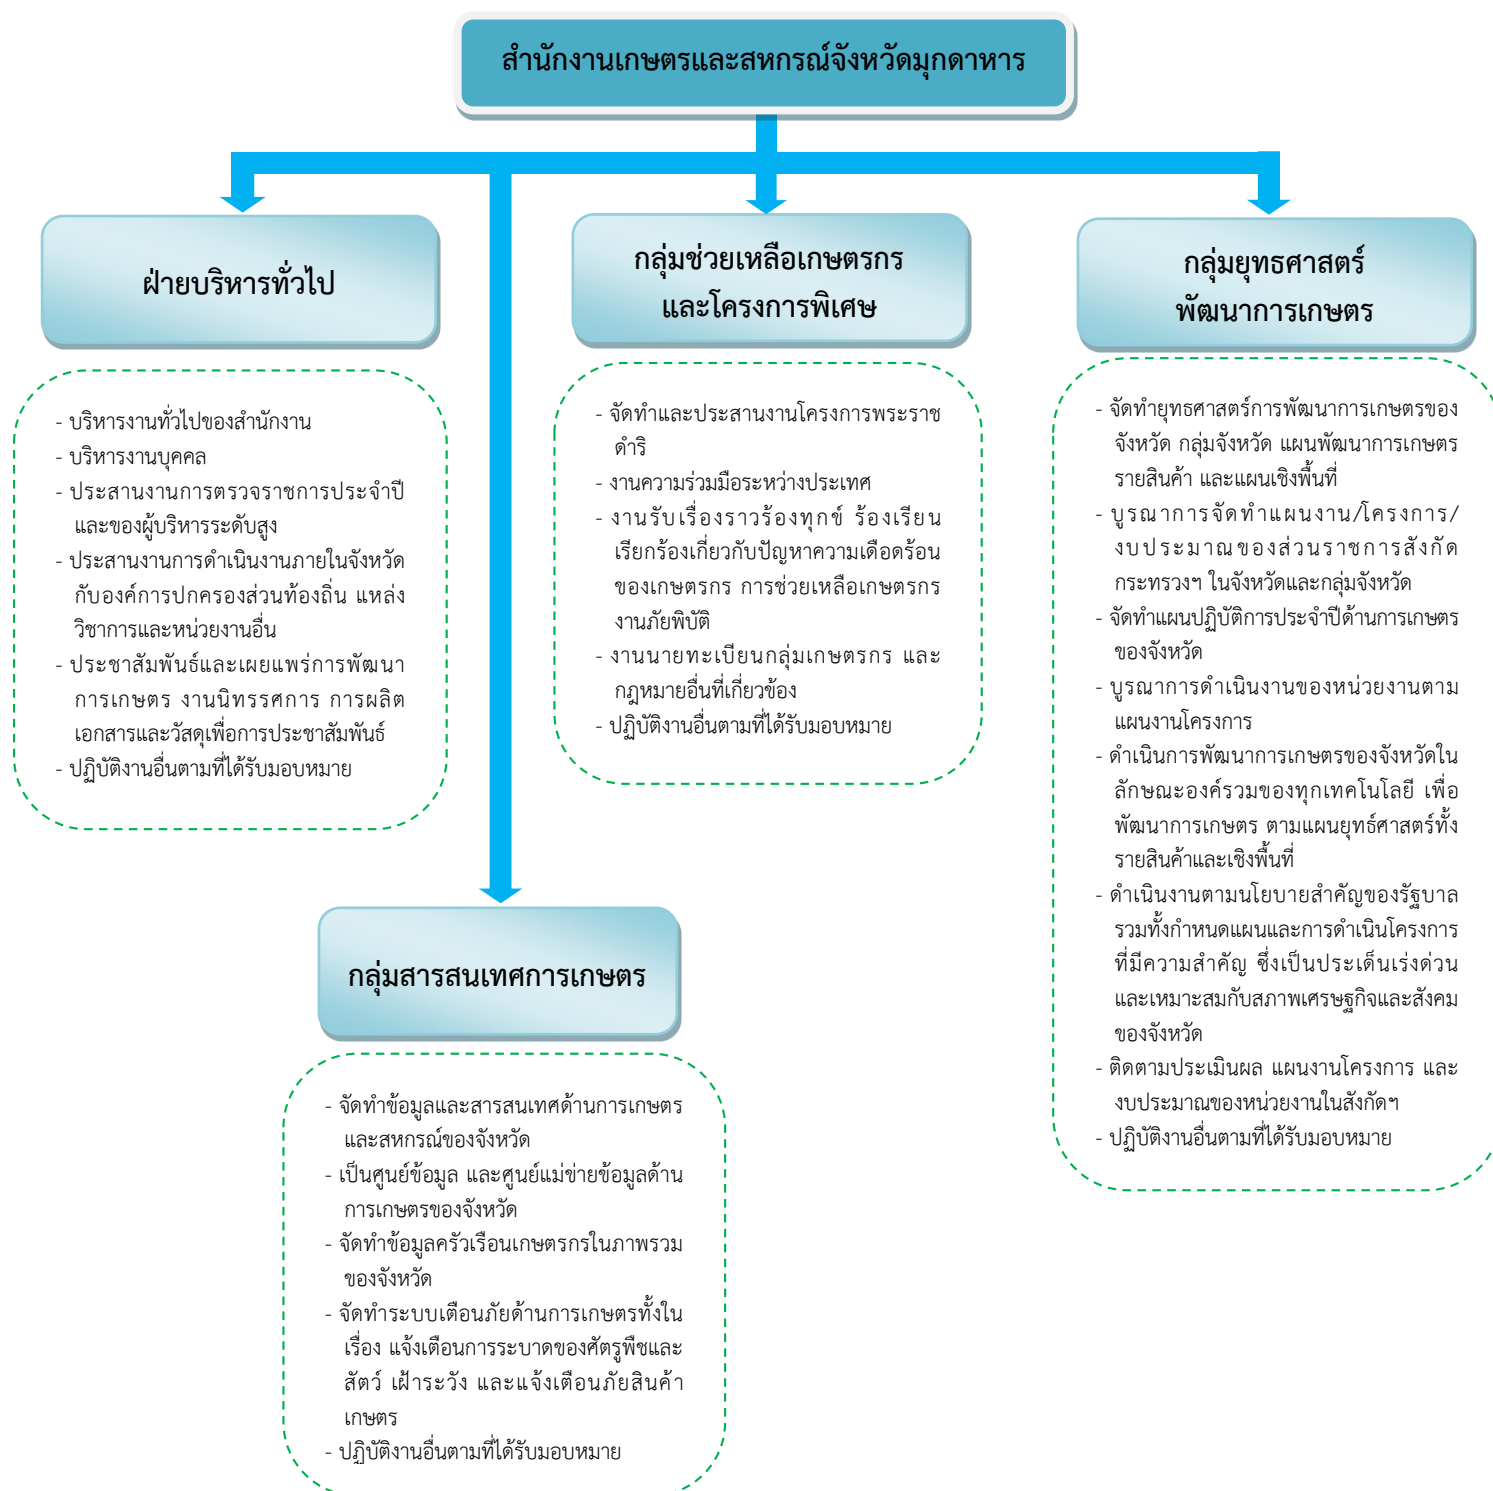 สำนักงานเกษตรและสหกรณ์จังหวัดมุกดาหาร
ฝ่ายบริหารทั่วไป
- บริหารงานทั่วไปของสำนักงาน
- บริหารงานบุคคล
- ประสานงานการตรวจราชการประจำปี
และของผู้บริหารระดับสูง
- ประสานงานการดำเนินงานภายในจังหวัด
กับองค์การปกครองส่วนท้องถิ่น แหล่ง
วิชาการและหน่วยงานอื่น
- ประชาสัมพันธ์และเผยแพร่การพัฒนา
การเกษตร งานนิทรรศการ การผลิต
เอกสารและวัสดุเพื่อการประชาสัมพันธ์
- ปฏิบัติงานอื่นตามที่ได้รับมอบหมาย
กลุ่มช่วยเหลือเกษตรกร
และโครงการพิเศษ
- จัดทำและประสานงานโครงการพระราช
ดำริ
- งานความร่วมมือระหว่างประเทศ
- งานรับเรื่องราวร้องทุกข์ ร้องเรียน
เรียกร้องเกี่ยวกับปัญหาความเดือดร้อน
ของเกษตรกร การช่วยเหลือเกษตรกร
งานภัยพิบัติ
- งานนายทะเบียนกลุ่มเกษตรกร และ
กฎหมายอื่นที่เกี่ยวข้อง
- ปฏิบัติงานอื่นตามที่ได้รับมอบหมาย
กลุ่มยุทธศาสตร์
พัฒนาการเกษตร
- จัดทำยุทธศาสตร์การพัฒนาการเกษตรของ
จังหวัด กลุ่มจังหวัด แผนพัฒนาการเกษตร
รายสินค้า และแผนเชิงพื้นที่
- บูรณาการจัดทำแผนงาน/โครงการ/
งบประมาณของส่วนราชการสังกัด
กระทรวงฯ ในจังหวัดและกลุ่มจังหวัด
- จัดทำแผนปฏิบัติการประจำปีด้านการเกษตร
ของจังหวัด
- บูรณาการดำเนินงานของหน่วยงานตาม
แผนงานโครงการ
- ดำเนินการพัฒนาการเกษตรของจังหวัดใน
ลักษณะองค์รวมของทุกเทคโนโลยี เพื่อ
พัฒนาการเกษตร ตามแผนยุทธ์ศาสตร์ทั้ง
รายสินค้าและเชิงพื้นที่
- ดำเนินงานตามนโยบายสำคัญของรัฐบาล
รวมทั้งกำหนดแผนและการดำเนินโครงการ
ที่มีความสำคัญ ซึ่งเป็นประเด็นเร่งด่วน
และเหมาะสมกับสภาพเศรษฐกิจและสังคม
ของจังหวัด
- ติดตามประเมินผล แผนงานโครงการ และ
งบประมาณของหน่วยงานในสังกัดฯ
- ปฏิบัติงานอื่นตามที่ได้รับมอบหมาย
กลุ่มสารสนเทศการเกษตร
- จัดทำข้อมูลและสารสนเทศด้านการเกษตร
และสหกรณ์ของจังหวัด
- เป็นศูนย์ข้อมูล และศูนย์แม่ข่ายข้อมูลด้าน
การเกษตรของจังหวัด
- จัดทำข้อมูลครัวเรือนเกษตรกรในภาพรวม
ของจังหวัด
- จัดทำระบบเตือนภัยด้านการเกษตรทั้งใน
เรื่อง แจ้งเตือนการระบาดของศัตรูพืชและ
สัตว์ เฝ้าระวัง และแจ้งเตือนภัยสินค้า
เกษตร
- ปฏิบัติงานอื่นตามที่ได้รับมอบหมาย